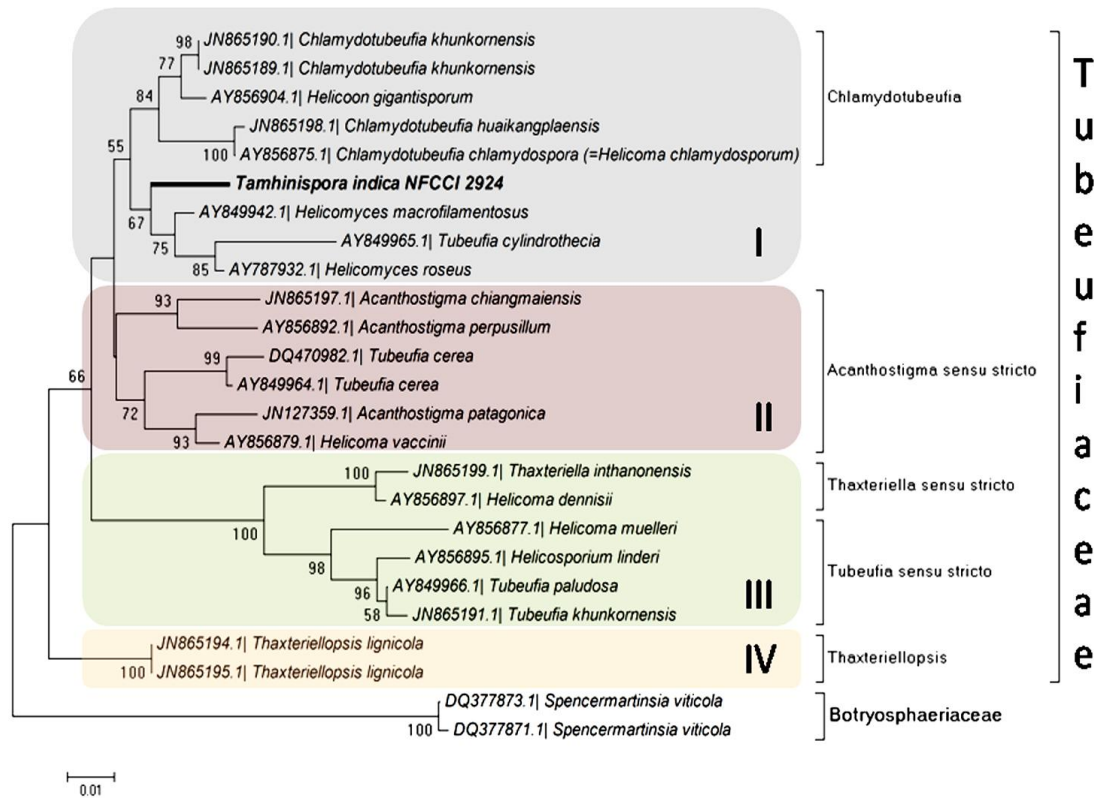 98
JN865190.1| Chlamydotubeufia khunkornensis
77
JN865189.1| Chlamydotubeufia khunkornensis
84
AY856904.1| Helicoon gigantisporum
Chlamydotubeufia
JN865198.1| Chlamydotubeufia huaikangplaensis
55
100
AY856875.1| Chlamydotubeufia chlamydospora (=Helicoma chlamydosporum)
Tamhinispora indica NFCCI 2924
67
AY849942.1| Helicomyces macrofilamentosus
75
AY849965.1| Tubeufia cylindrothecia
I
85
AY787932.1| Helicomyces roseus
93
JN865197.1| Acanthostigma chiangmaiensis
AY856892.1| Acanthostigma perpusillum
99
DQ470982.1| Tubeufia cerea
Acanthostigma sensu stricto
66
AY849964.1| Tubeufia cerea
72
JN127359.1| Acanthostigma patagonica
II
93
AY856879.1| Helicoma vaccinii
100
JN865199.1| Thaxteriella inthanonensis
Thaxteriella sensu stricto
AY856897.1| Helicoma dennisii
100
AY856877.1| Helicoma muelleri
98
AY856895.1| Helicosporium linderi
Tubeufia sensu stricto
96
AY849966.1| Tubeufia paludosa
III
58
JN865191.1| Tubeufia khunkornensis
JN865194.1| Thaxteriellopsis lignicola
IV
Thaxteriellopsis
100
JN865195.1| Thaxteriellopsis lignicola
DQ377873.1| Spencermartinsia viticola
Botryosphaeriaceae
100
DQ377871.1| Spencermartinsia viticola
0.01
Tubeufiaceae